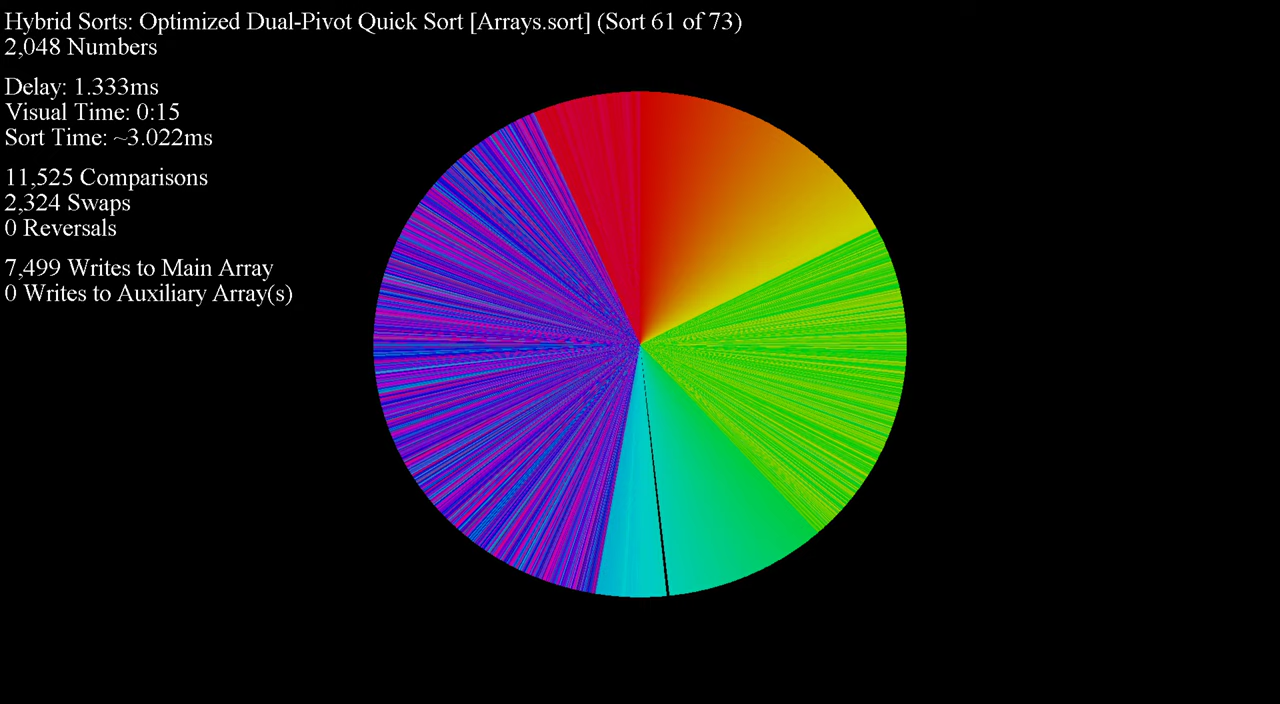 Hybrid Sorts: Optimized Dual-Pivot Quick Sort [Arrays.sort] (Sort 61 of 73)
2,048 Numbers
Delay: 1.333ms
Visual Time: 0:15
Sort Time: ~3.022ms
11,525 Comparisons
2,324 Swaps
0 Reversals
7,499 Writes to Main Array
0 Writes to Auxiliary Array(s)